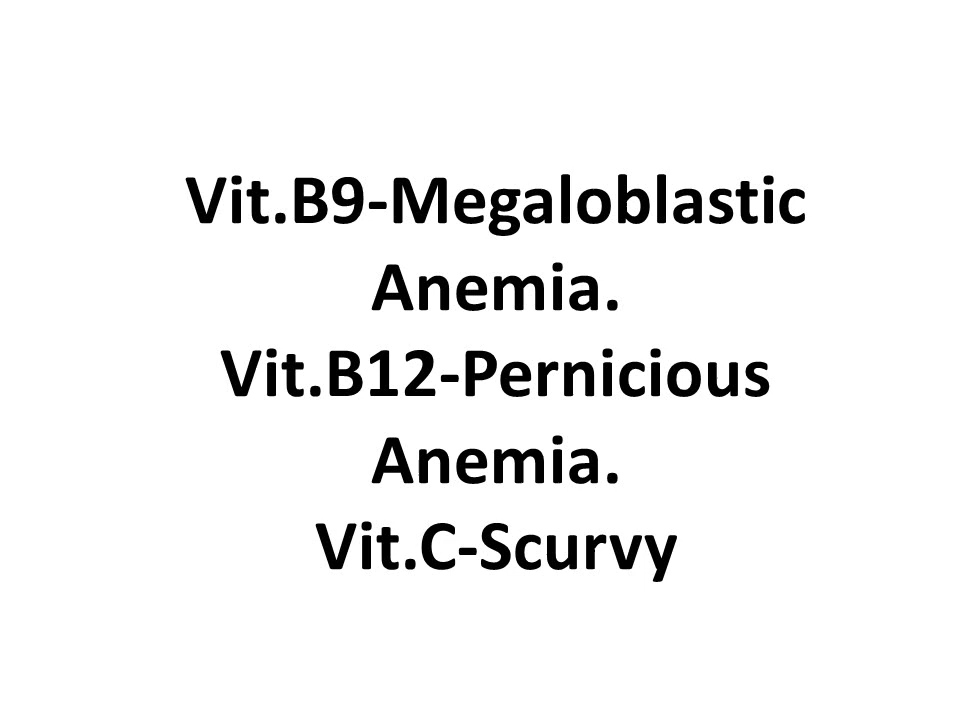 Vit.B9-Megaloblastic
Anemia.
Vit.B12-Pernicious
Anemia.
Vit.C-Scurvy